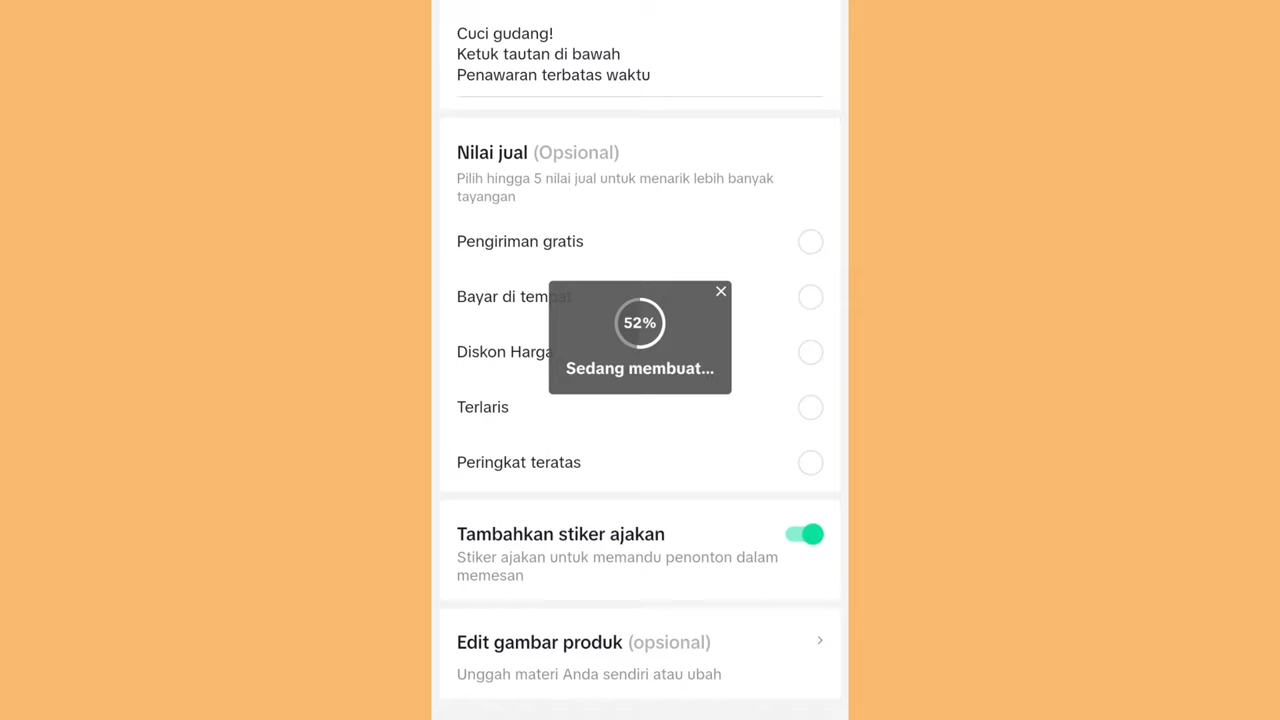 Cuci gudang!
Ketuk tautan di bawah
Penawaran terbatas waktu
Nilai jual (Opsional)
Pilih hingga 5 nilai jual untuk menarik lebih banyak
tayangan
Pengiriman gratis
Bayar di tempat
52%
Diskon Harga
Sedang membuat...
Terlaris
Peringkat teratas
Tambahkan stiker ajakan
Stiker ajakan untuk memandu penonton dalam
memesan
Edit gambar produk (opsional)
Unggah materi Anda sendiri atau ubah